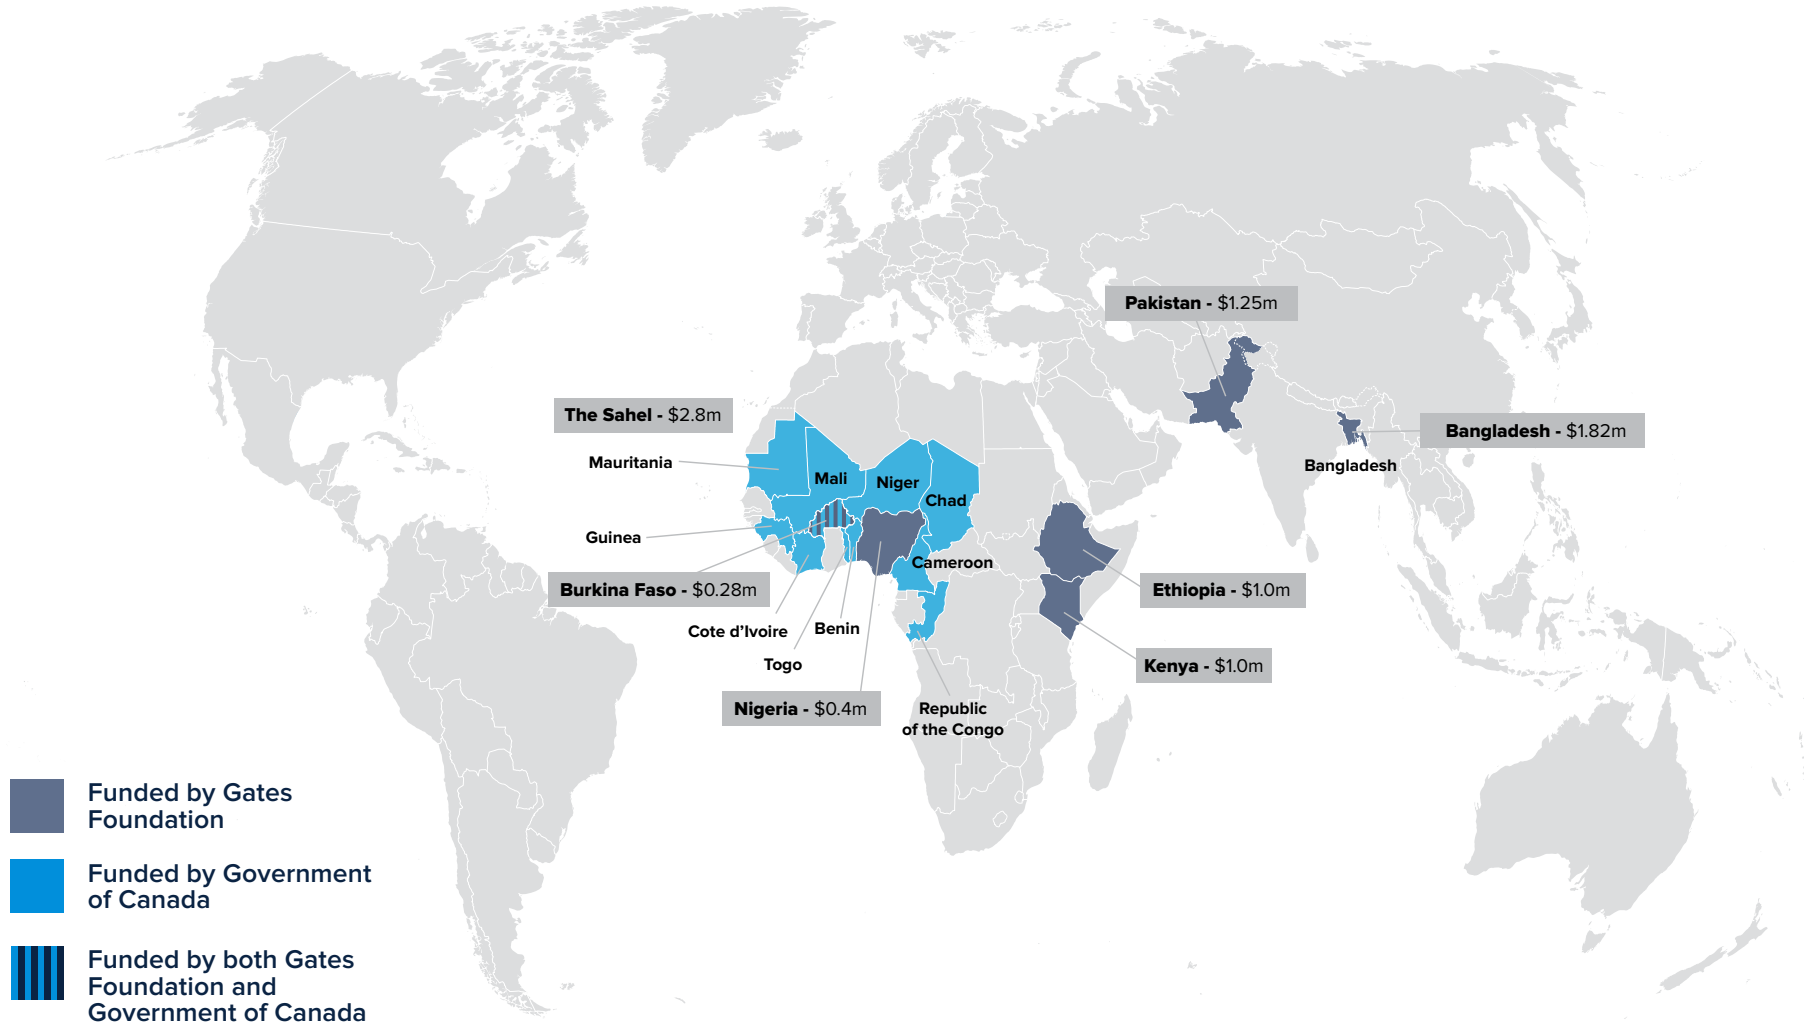 Pakistan - $1.25m
The Sahel - $2.8m
Bangladesh - $1.82m
Mauritania
Bangladesh
Mali
Niger
Chad
Guinea
Cameroon
Burkina Faso - $0.28m
Ethiopia - $1.0m
Cote d’Ivoire
Benin
Togo
Kenya - $1.0m
Nigeria - $0.4m
Republic
of the Congo
Funded by Gates
Foundation
Funded by Government
of Canada
Funded by both Gates
Foundation and
Government of Canada